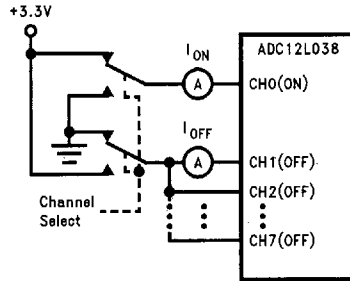 +3.3V
I ON
ADC12L038
A
CH0(ON)
I OFF
A
CH1(OFF)
CH2(OFF)
Channel
Select
CH7(OFF)